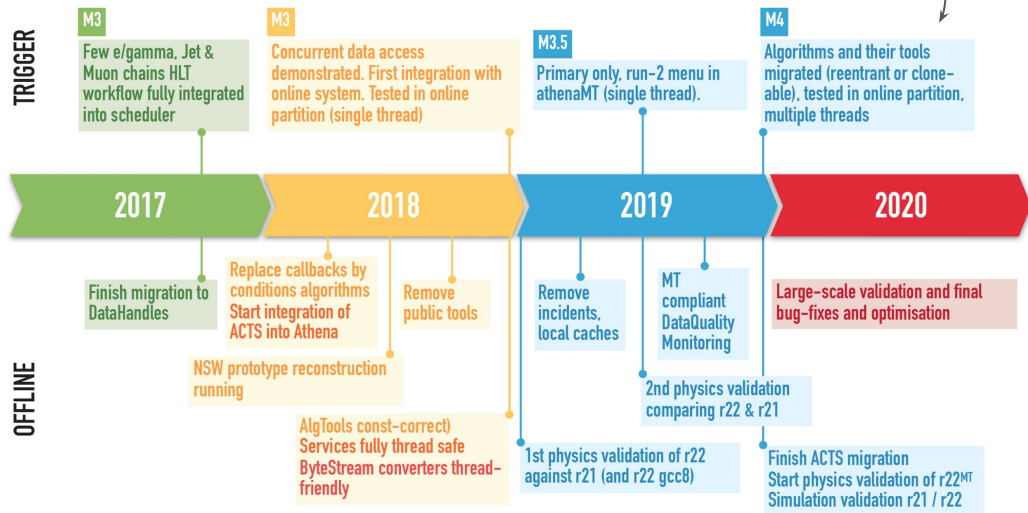 TRIGGER
M3
Few e/gamma, Jet &
Muon chains HLT
workflow fully integrated
into scheduler
M3
Concurrent data access
demonstrated. First integration with
online system. Tested in online
partition (single thread)
M3.5
Primary only, run-2 menu in
athenaMT (single thread).
M4
Algorithms and their tools
migrated (reentrant or clone-
able), tested in online partition,
multiple threads
2017
2018
2019
2020
OFFLINE
Finish migration to
DataHandles
Replace callbacks by
conditions algorithms
Start integration of
ACTS into Athena
Remove
public tools
NSW prototype reconstruction
running
AlgTools const-correct)
Services fully thread safe
ByteStream converters thread-
friendly
Remove
incidents,
local caches
MT
compliant
DataQuality
Monitoring
2nd physics validation
comparing r22 & r21
1st physics validation of r22
against r21 (and r22 gcc8)
Large-scale validation and final
bug-fixes and optimisation
Finish ACTS migration
Start physics validation of r22MT
Simulation validation r21 / r22